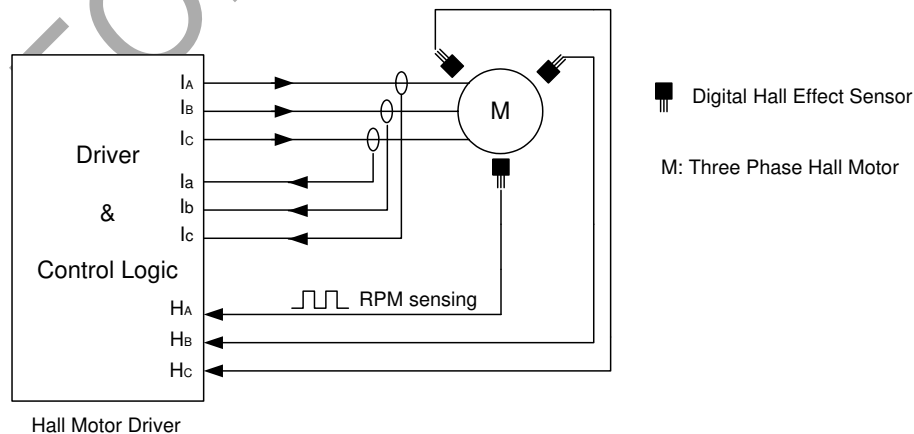 IA
IB
IC
Driver
&
Control Logic
Ia
Ib
Ic
HA
HB
HC
RPM sensing
M
Digital Hall Effect Sensor
M: Three Phase Hall Motor
Hall Motor Driver